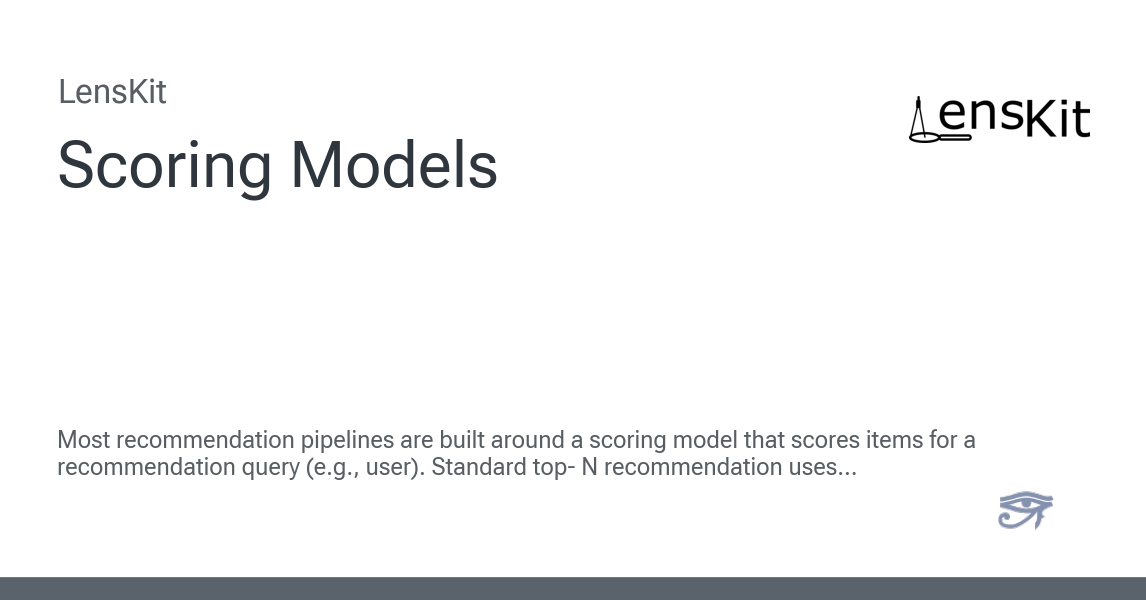 LensKit
LensKit
Scoring Models
Most recommendation pipelines are built around a scoring model that scores items for a
recommendation query (e.g., user). Standard top- N recommendation uses...